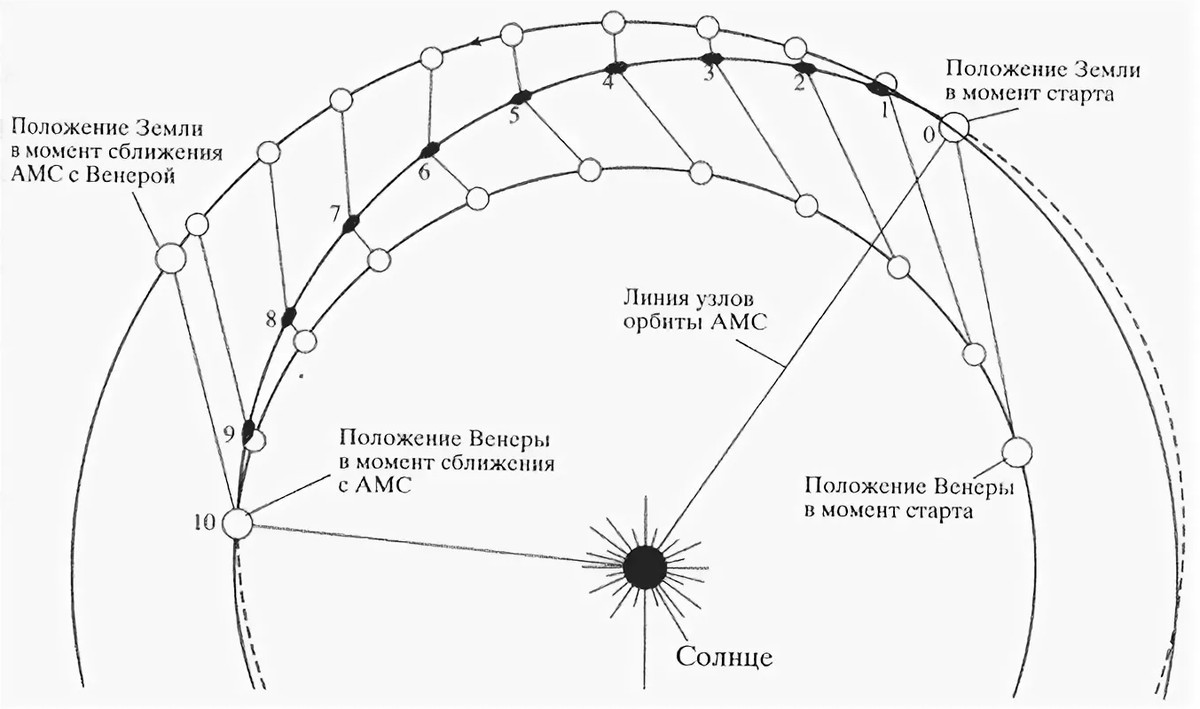 Положение Земли
в момент старта
Положение Земли
в момент сближения
АМС с Венерой
0
1
2
3
4
5
6
7
8
9
10
Линия узлов
орбиты АМС
Положение Венеры
в момент сближения
с АМС
Положение Венеры
в момент старта
Солнце